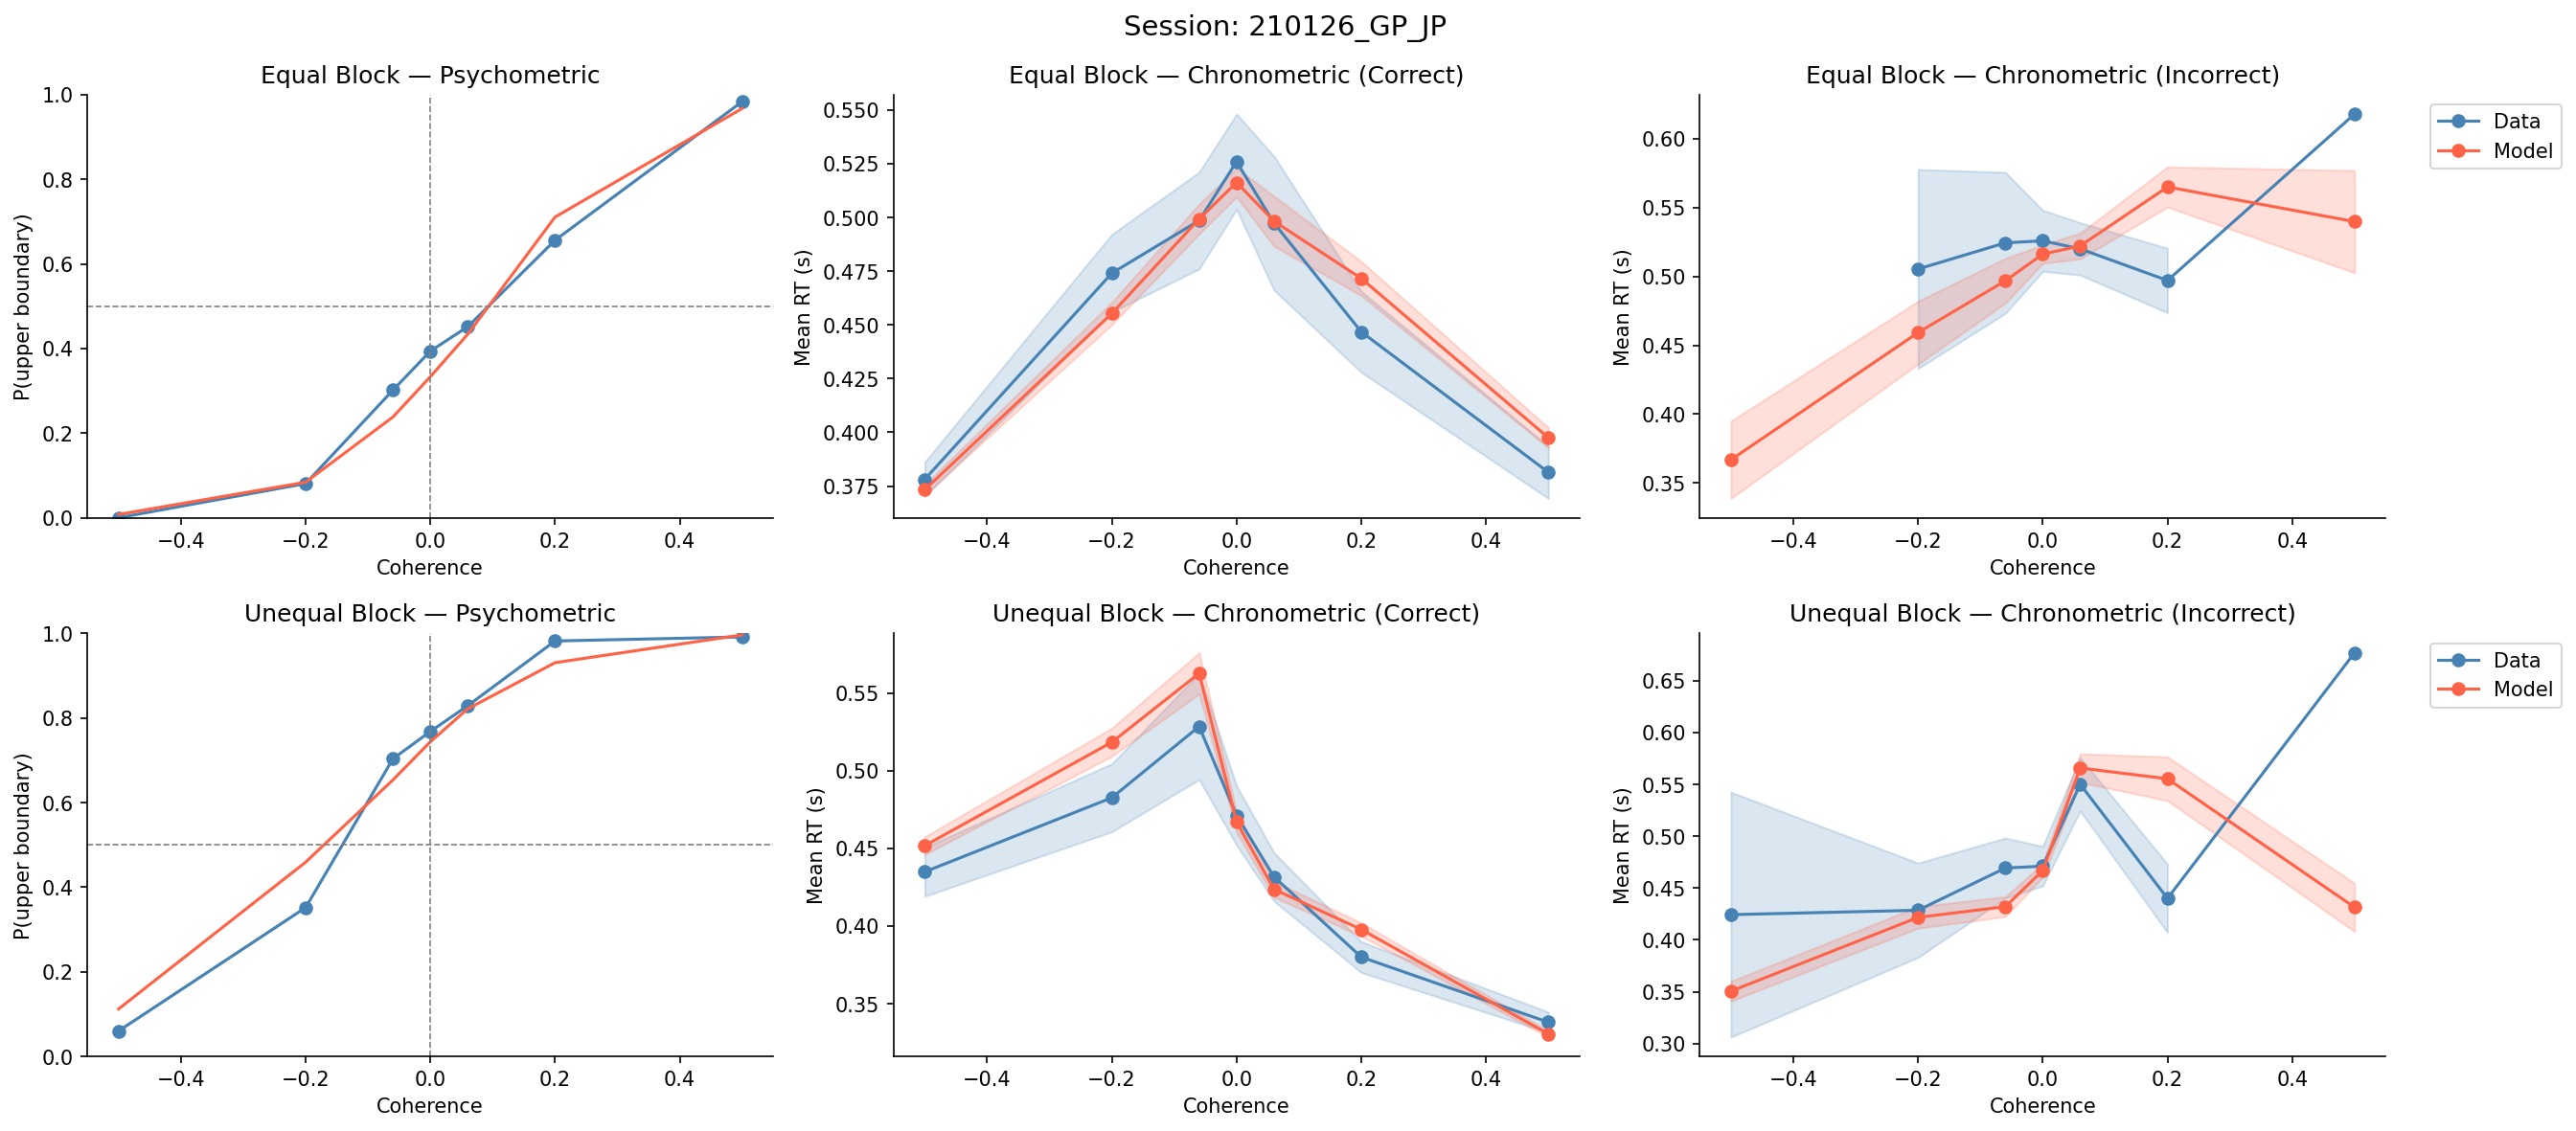 Session: 210126_GP_JP
Equal Block — Psychometric
P(upper boundary)
1.0
0.8
0.6
0.4
0.2
0.0
−0.4 −0.2 0.0 0.2 0.4
Coherence
Equal Block — Chronometric (Correct)
Mean RT (s)
0.550
0.525
0.500
0.475
0.450
0.425
0.400
0.375
−0.4 −0.2 0.0 0.2 0.4
Coherence
Equal Block — Chronometric (Incorrect)
Mean RT (s)
0.60
0.55
0.50
0.45
0.40
0.35
−0.4 −0.2 0.0 0.2 0.4
Coherence
Data
Model
Unequal Block — Psychometric
P(upper boundary)
1.0
0.8
0.6
0.4
0.2
0.0
−0.4 −0.2 0.0 0.2 0.4
Coherence
Unequal Block — Chronometric (Correct)
Mean RT (s)
0.55
0.50
0.45
0.40
0.35
−0.4 −0.2 0.0 0.2 0.4
Coherence
Unequal Block — Chronometric (Incorrect)
Mean RT (s)
0.65
0.60
0.55
0.50
0.45
0.40
0.35
0.30
−0.4 −0.2 0.0 0.2 0.4
Coherence
Data
Model